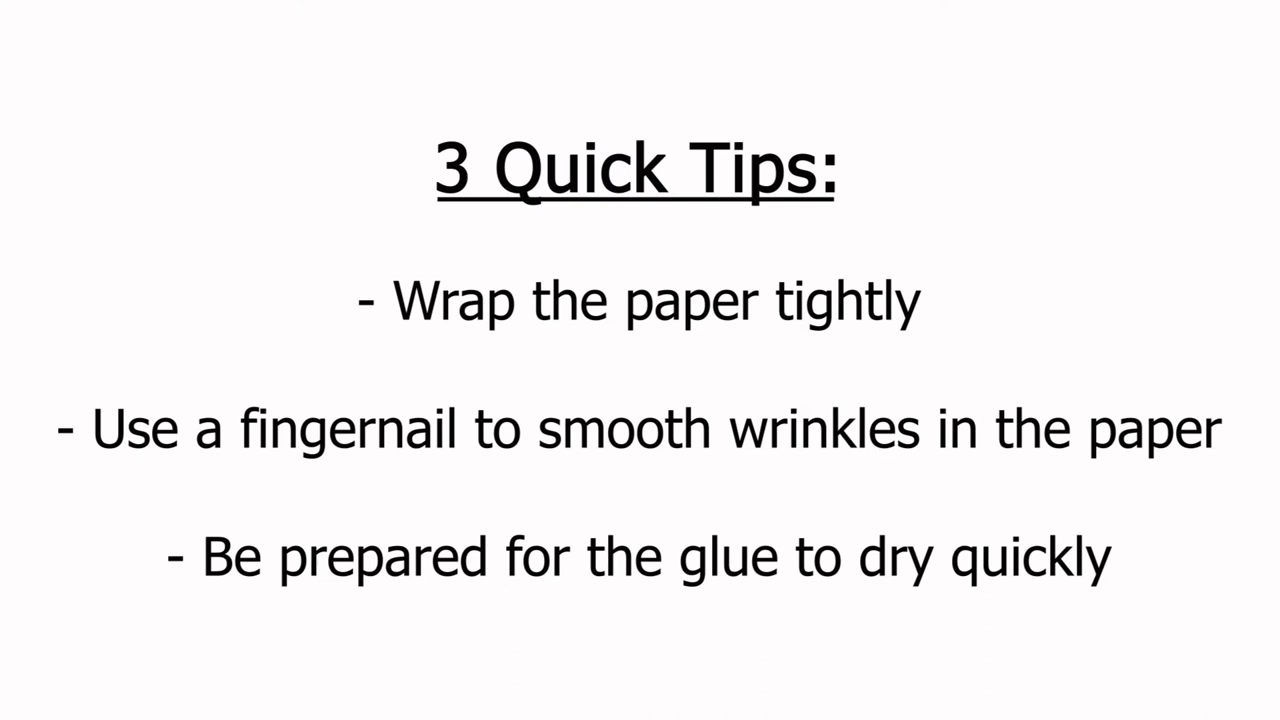 3 Quick Tips:
- Wrap the paper tightly
- Use a fingernail to smooth wrinkles in the paper
- Be prepared for the glue to dry quickly